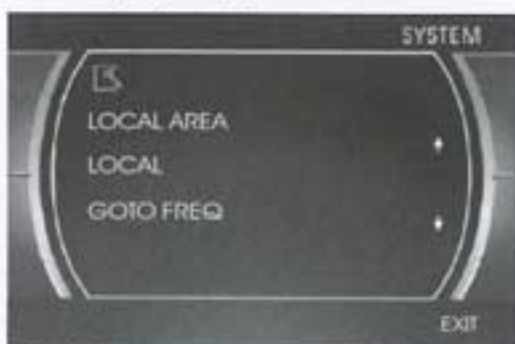 SYSTEM
LOCAL AREA
LOCAL
GOTO FREQ
EXIT